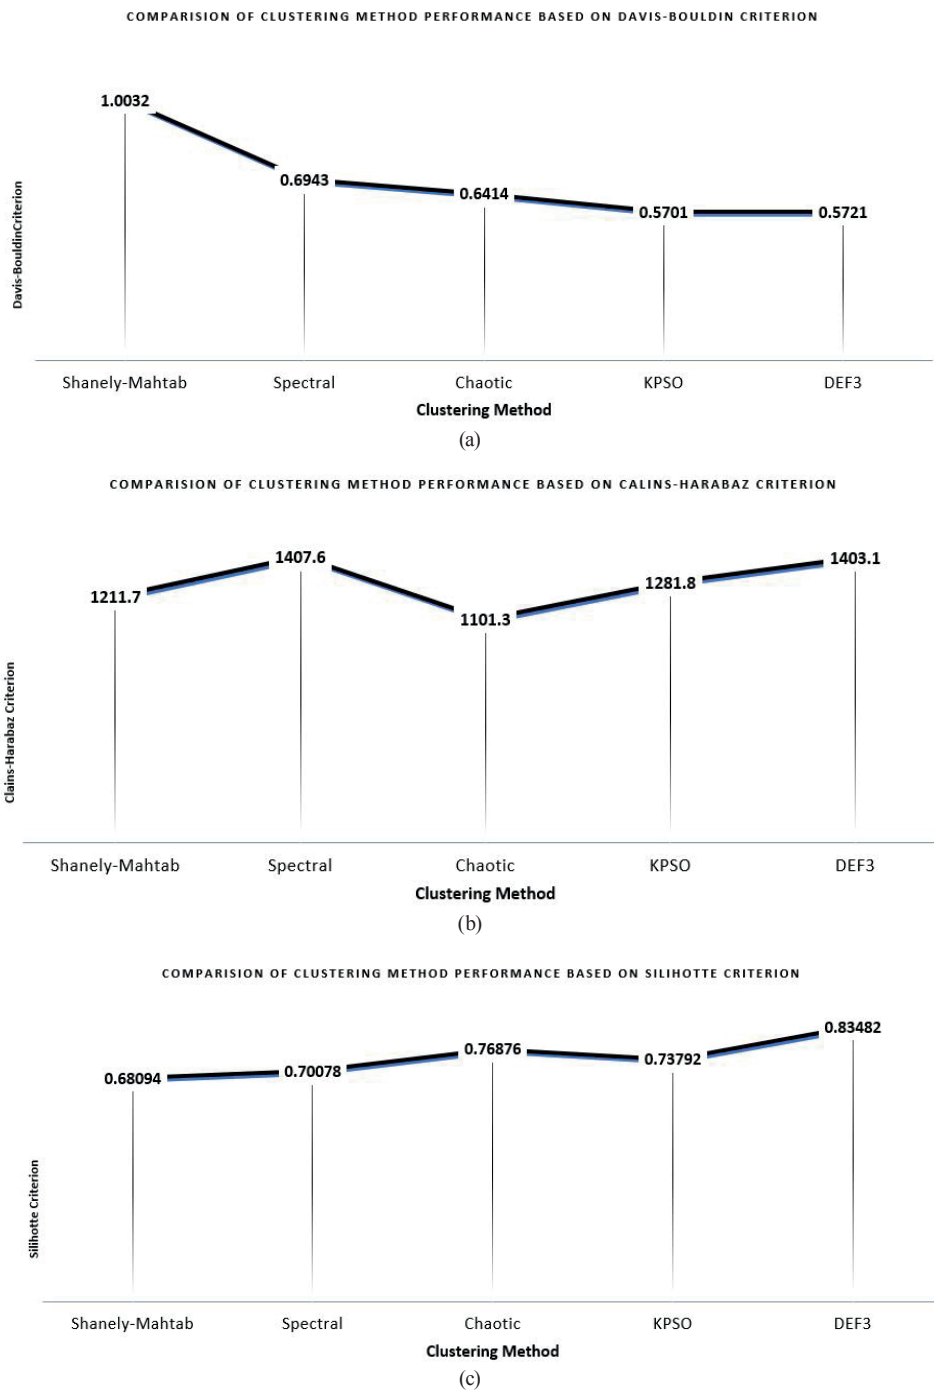 COMPARISION OF CLUSTERING METHOD PERFORMANCE BASED ON DAVIS-BOULDIN CRITERION
1.0032
0.6943
0.6414
0.5701
0.5721
Davis-BouldinCriterion
Shanely-Mahtab
Spectral
Chaotic
KPSO
DEF3
Clustering Method
(a)
COMPARISION OF CLUSTERING METHOD PERFORMANCE BASED ON CALINS-HARABAZ CRITERION
1211.7
1407.6
1101.3
1281.8
1403.1
Clains-Harabaz Criterion
Shanely-Mahtab
Spectral
Chaotic
KPSO
DEF3
Clustering Method
(b)
COMPARISION OF CLUSTERING METHOD PERFORMANCE BASED ON SILIHOTTE CRITERION
0.68094
0.70078
0.76876
0.73792
0.83482
Silihotte Criterion
Shanely-Mahtab
Spectral
Chaotic
KPSO
DEF3
Clustering Method
(c)